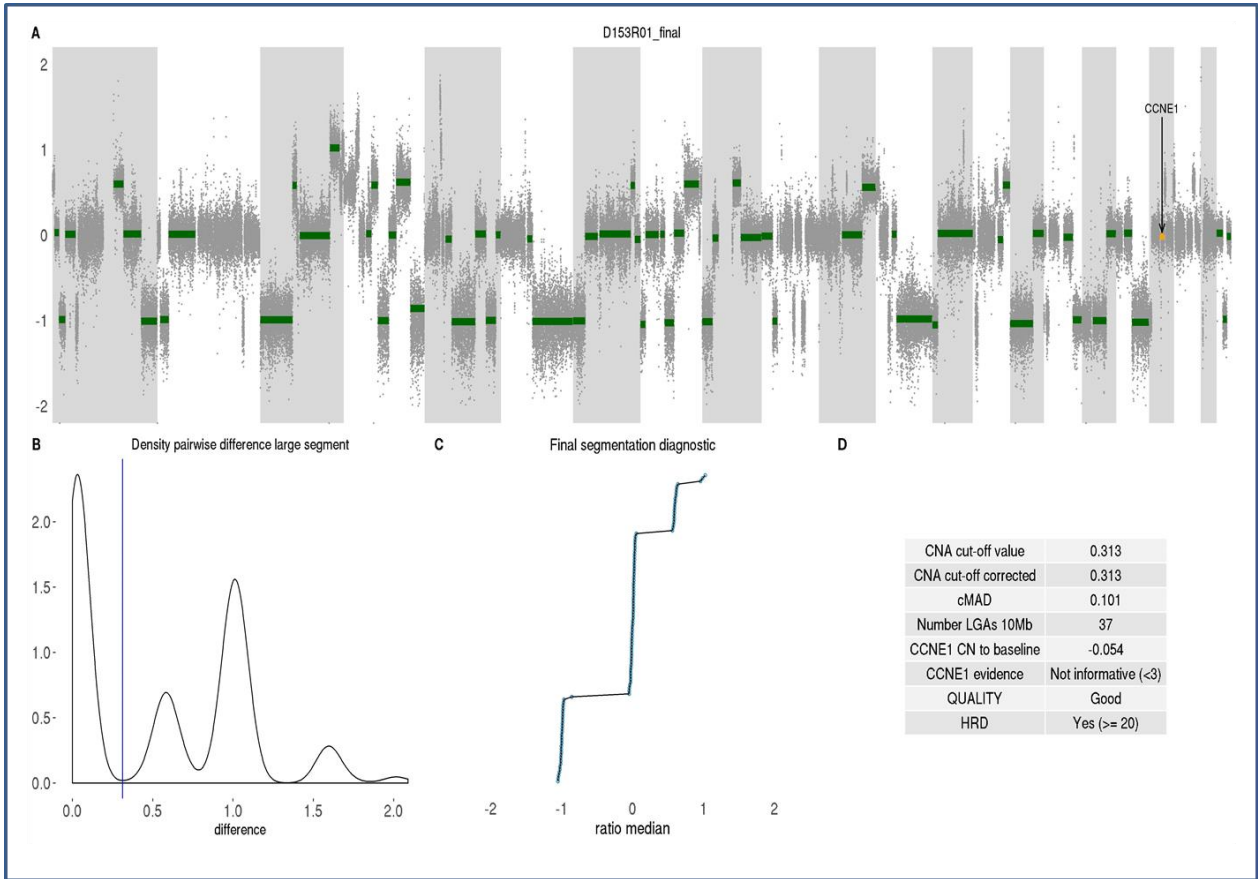 A
D153R01_final
2
1
0
-1
-2
CCNE1
B
Density pairwise difference large segment
2.0
1.5
1.0
0.5
0.0
0.0 0.5 1.0 1.5 2.0
difference
C
Final segmentation diagnostic
-2 -1 0 1 2
ratio median
D
CNA cut-off value 0.313
CNA cut-off corrected 0.313
cMAD 0.101
Number LGAs 10Mb 37
CCNE1 CN to baseline -0.054
CCNE1 evidence Not informative (<3)
QUALITY Good
HRD Yes (>= 20)